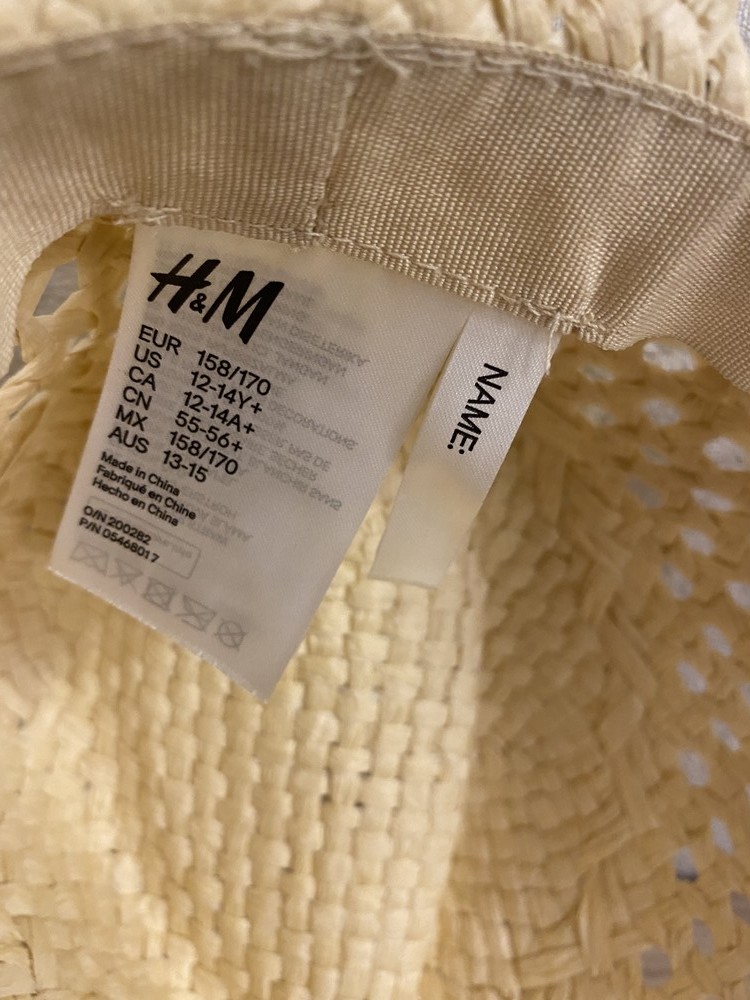 H&M
EUR 158/170
US 12-14Y+
CA 12-14A+
CN 55-56+
MX 158/170
AUS 13-15
Made in China
Fabriqué en Chine
Hecho en China
O/N 200282
P/N 05468017
NAME: